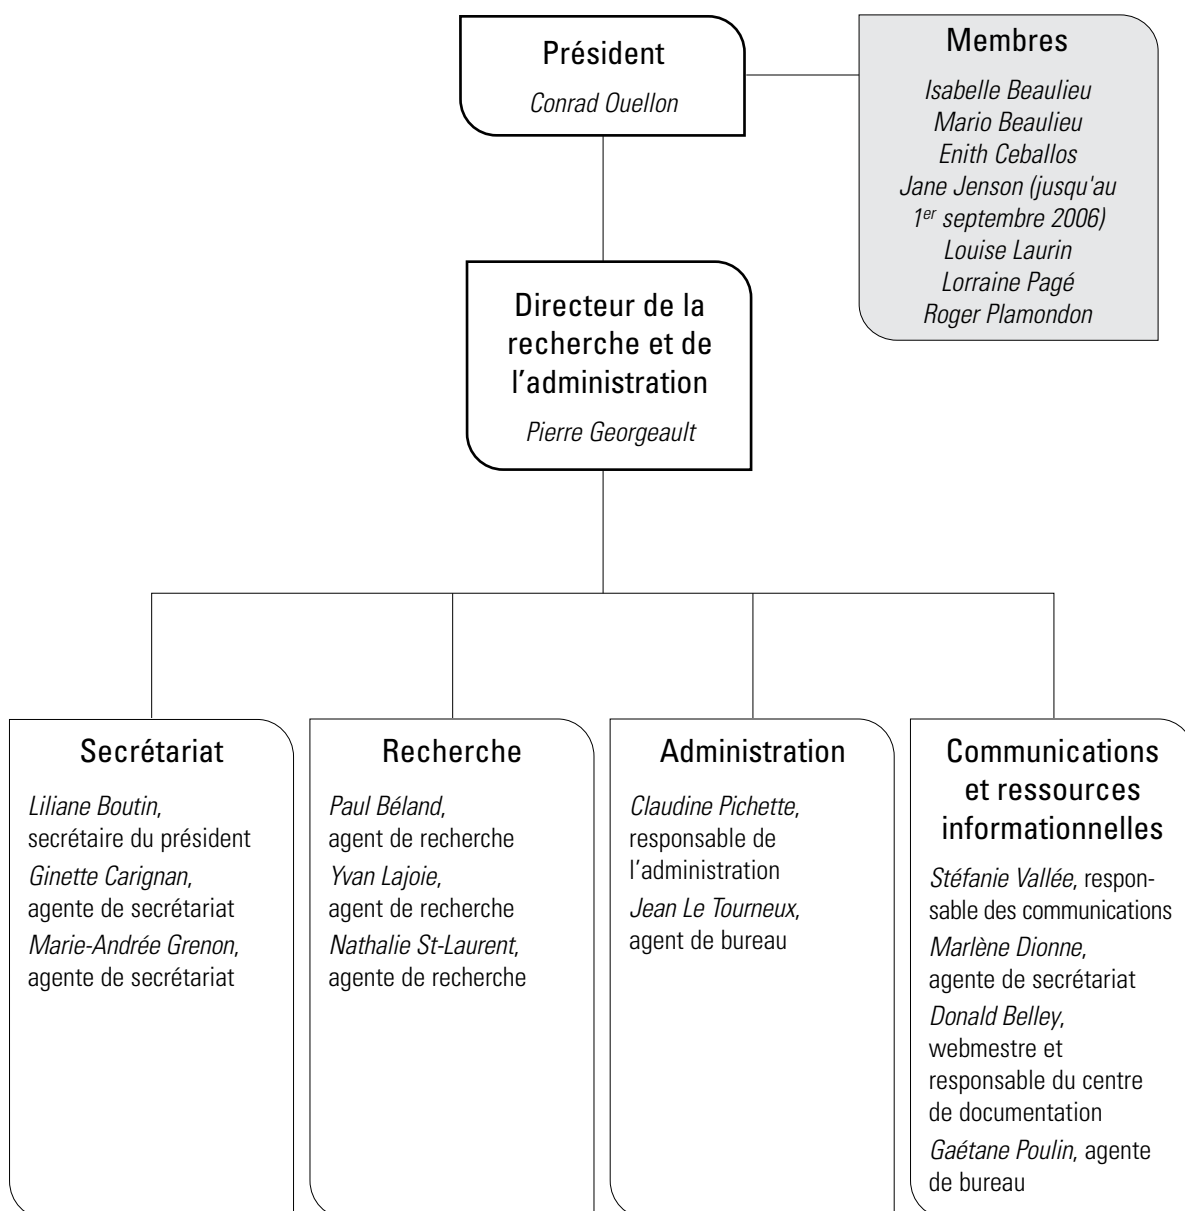 Président
Conrad Ouellon
Membres
Isabelle Beaulieu
Mario Beaulieu
Enith Ceballos
Jane Jenson (jusqu'au
1er septembre 2006)
Louise Laurin
Lorraine Pagé
Roger Plamondon
Directeur de la
recherche et de
l'administration
Pierre Georgeault
Secrétariat
Liliane Boutin,
secrétaire du président
Ginette Carignan,
agente de secrétariat
Marie-Andrée Grenon,
agente de secrétariat
Recherche
Paul Béland,
agent de recherche
Yvan Lajoie,
agent de recherche
Nathalie St-Laurent,
agente de recherche
Administration
Claudine Pichette,
responsable de
l'administration
Jean Le Tourneux,
agent de bureau
Communications
et ressources
informationnelles
Stéfanie Vallée, respon-
sable des communications
Marlène Dionne,
agente de secrétariat
Donald Belley,
webmestre et
responsable du centre
de documentation
Gaétane Poulin, agente
de bureau